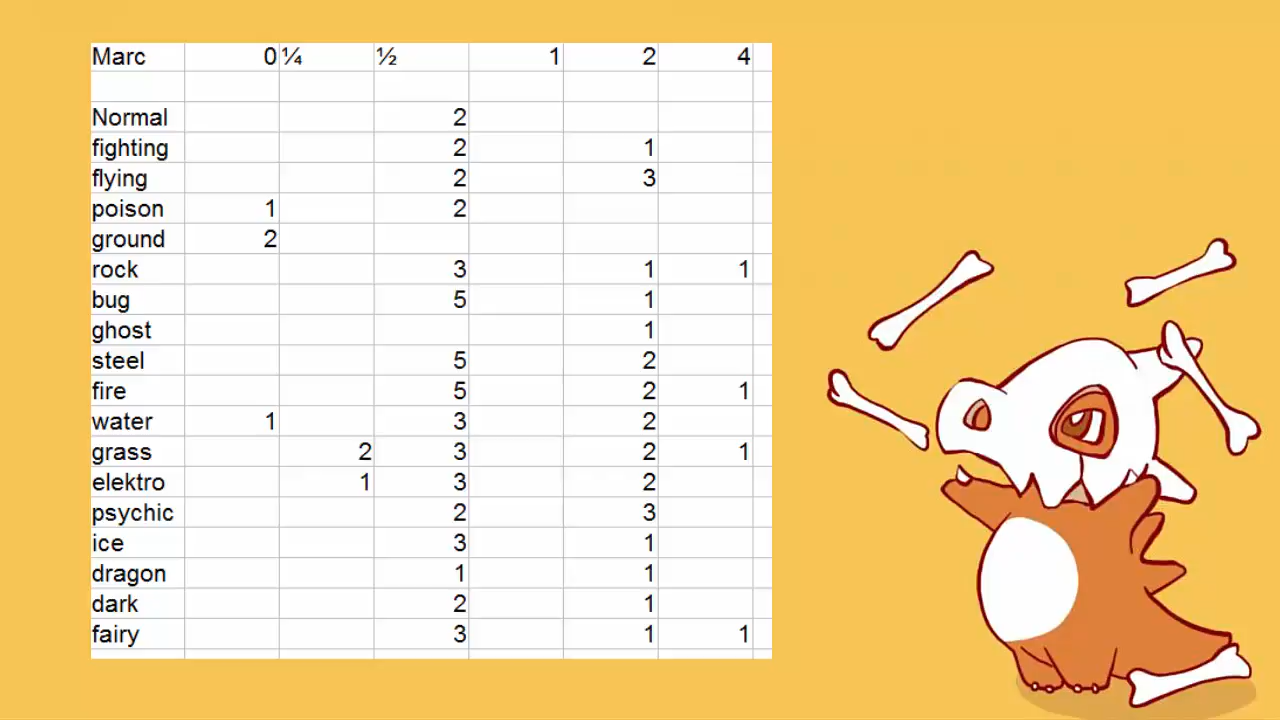 Marc 0 ¼ ½ 1 2 4
Normal 2
fighting 2 1
flying 2 3
poison 1 2
ground 2
rock 3 1 1
bug 5 1
ghost 1
steel 5 2
fire 5 2 1
water 1 3 2
grass 2 3 2 1
elektro 1 3 2
psychic 2 3
ice 3 1
dragon 1 1
dark 2 1
fairy 3 1 1